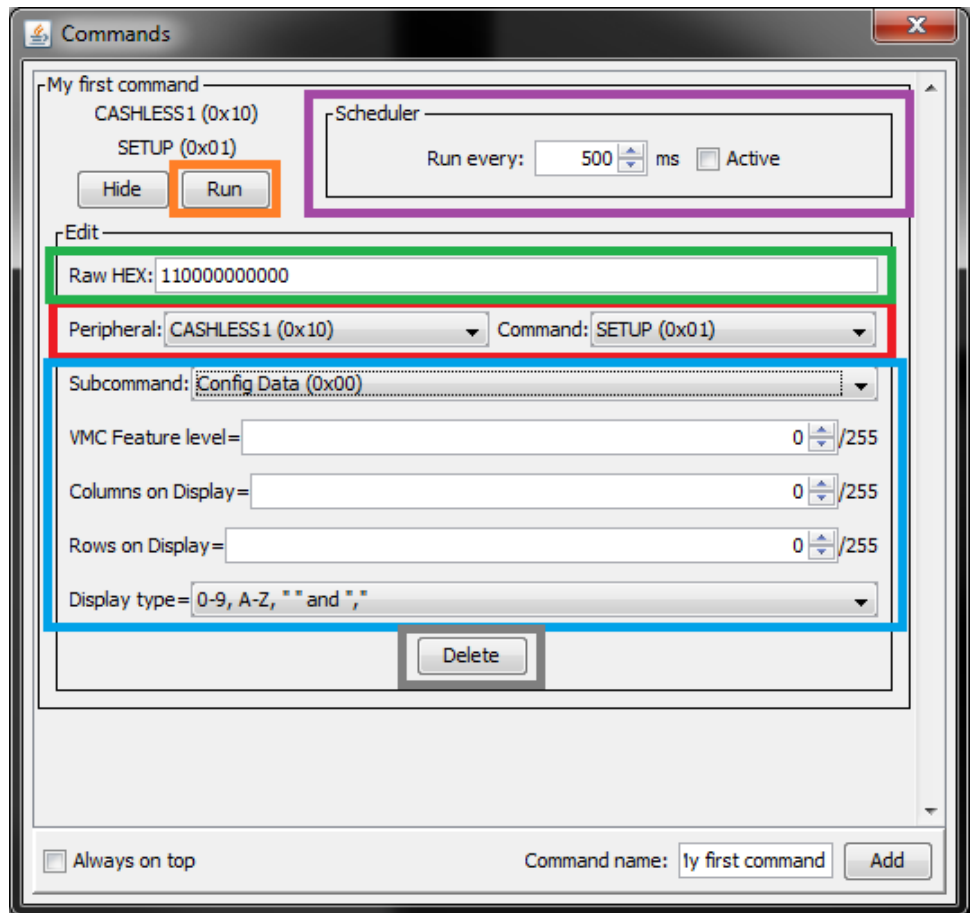 Commands
My first command
CASHLESS1 (0x10)
SETUP (0x01)
Hide Run
Scheduler
Run every: 500 ms Active
Edit
Raw HEX: 110000000000
Peripheral: CASHLESS1 (0x10) Command: SETUP (0x01)
Subcommand: Config Data (0x00)
VMC Feature level= 0 /255
Columns on Display= 0 /255
Rows on Display= 0 /255
Display type= 0-9, A-Z, " " and ","
Delete
Always on top Command name: ly first command Add